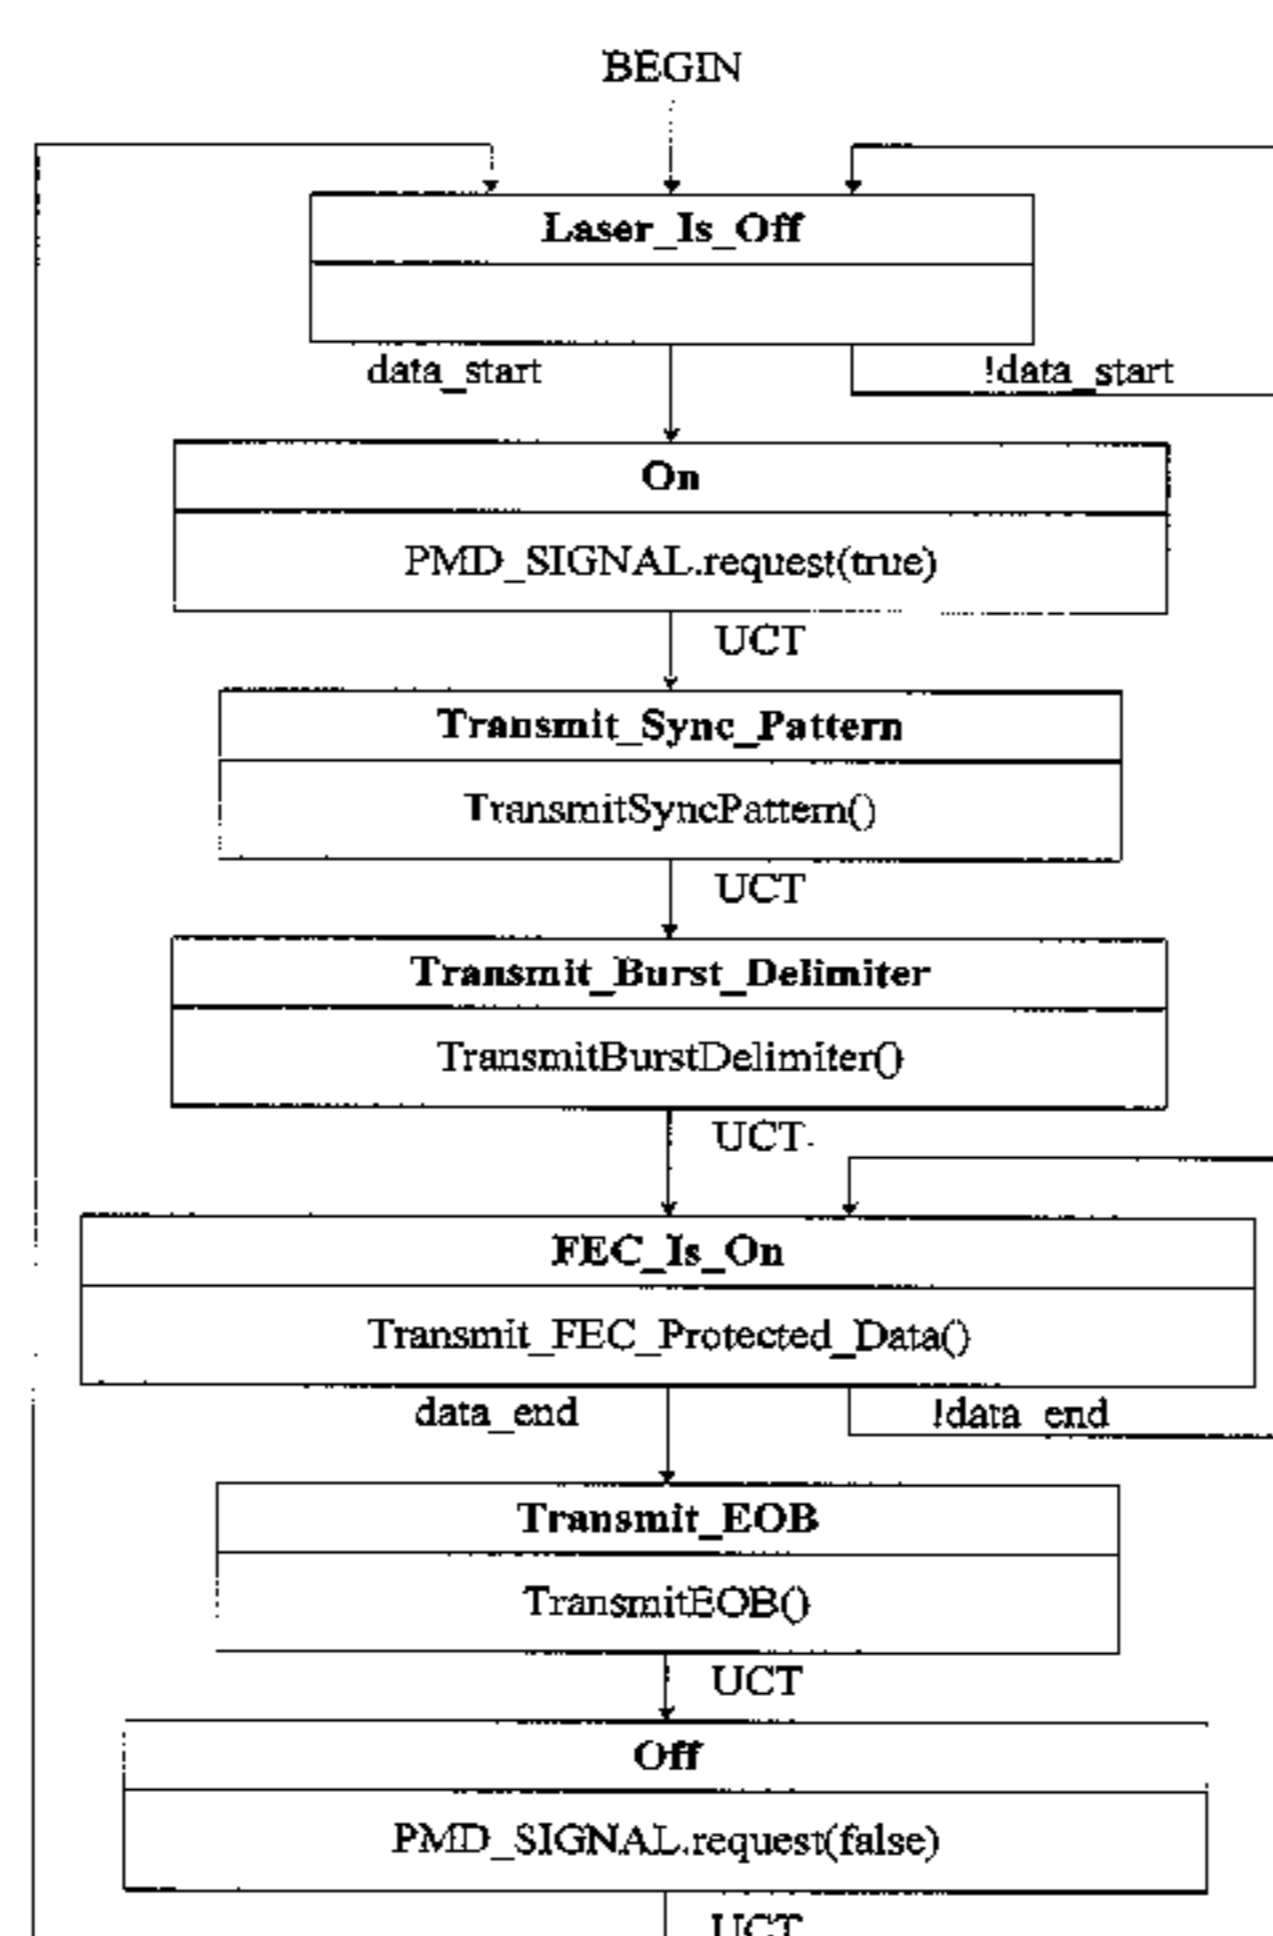 BEGIN
Laser_Is_Off
data_start
!data_start
On
PMD_SIGNAL.request(true)
UCT
Transmit_Sync_Pattern
TransmitSyncPattern()
UCT
Transmit_Burst_Delimiter
TransmitBurstDelimiter()
UCT
FEC_Is_On
Transmit_FEC_Protected_Data()
data_end
!data_end
Transmit_EOB
TransmitEOB()
UCT
Off
PMD_SIGNAL.request(false)
UCT